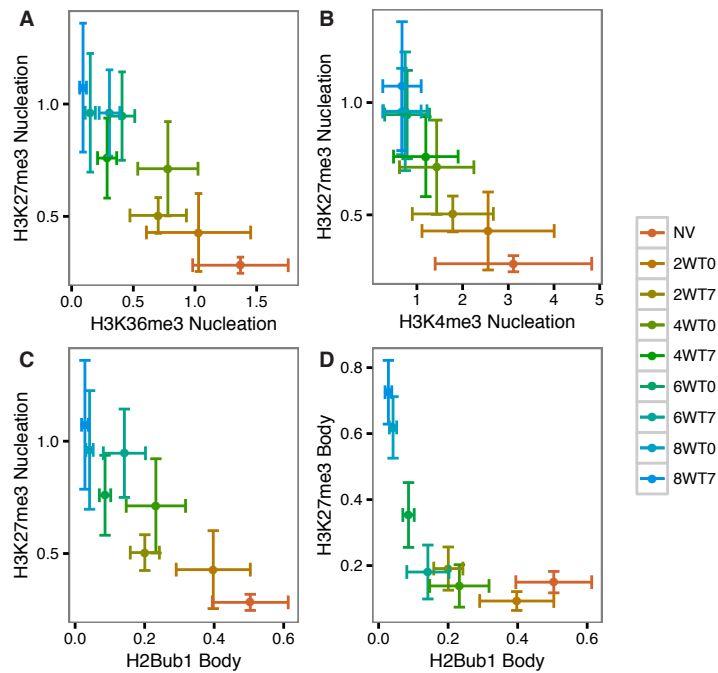 A
H3K27me3 Nucleation
1.0
0.5
0.0
0.5
1.0
1.5
H3K36me3 Nucleation
B
H3K27me3 Nucleation
1.0
0.5
1
2
3
4
5
H3K4me3 Nucleation
C
H3K27me3 Nucleation
1.0
0.5
0.0
0.2
0.4
0.6
H2Bub1 Body
D
H3K27me3 Body
0.8
0.6
0.4
0.2
0.0
0.2
0.4
0.6
H2Bub1 Body
NV
2WT0
2WT7
4WT0
4WT7
6WT0
6WT7
8WT0
8WT7